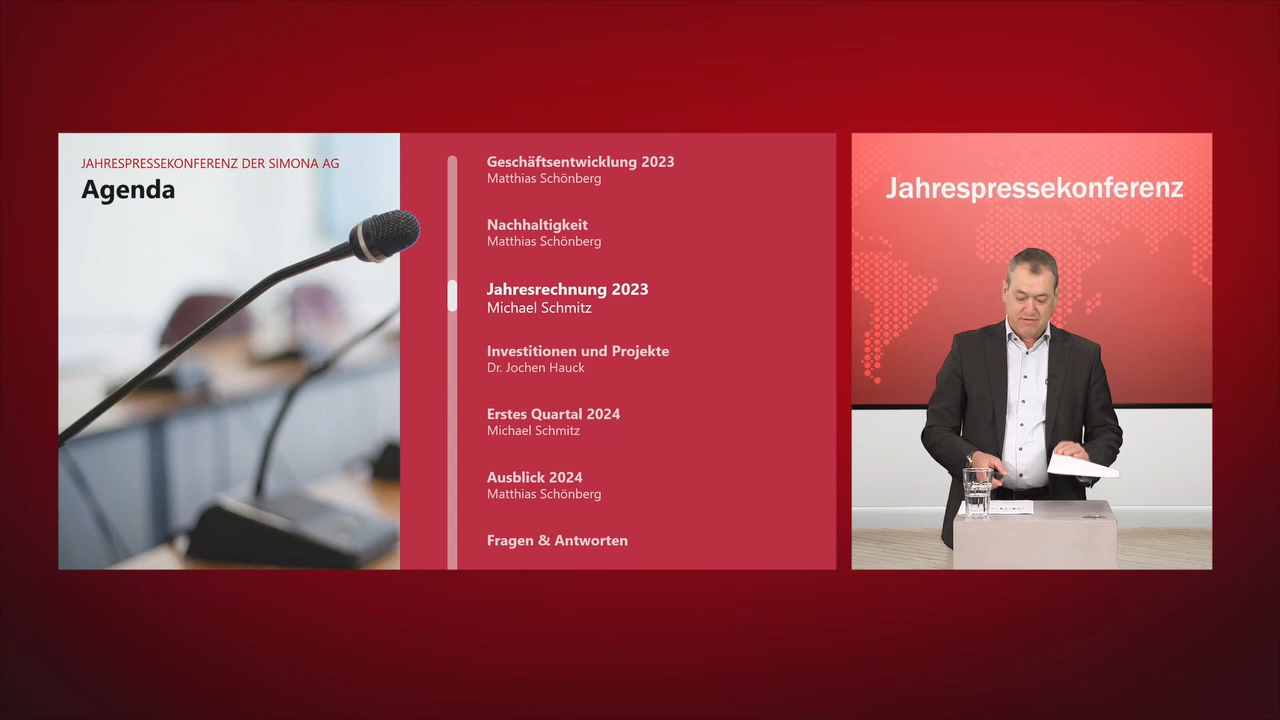 JAHRESPRESSEKONFERENZ DER SIMONA AG
Agenda
Geschäftsentwicklung 2023
Matthias Schönberg
Nachhaltigkeit
Matthias Schönberg
Jahresrechnung 2023
Michael Schmitz
Investitionen und Projekte
Dr. Jochen Hauck
Erstes Quartal 2024
Michael Schmitz
Ausblick 2024
Matthias Schönberg
Fragen & Antworten
Jahrespressekonferenz